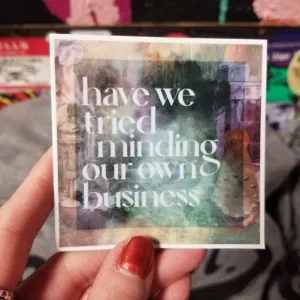 have we
tried
minding
our own
business